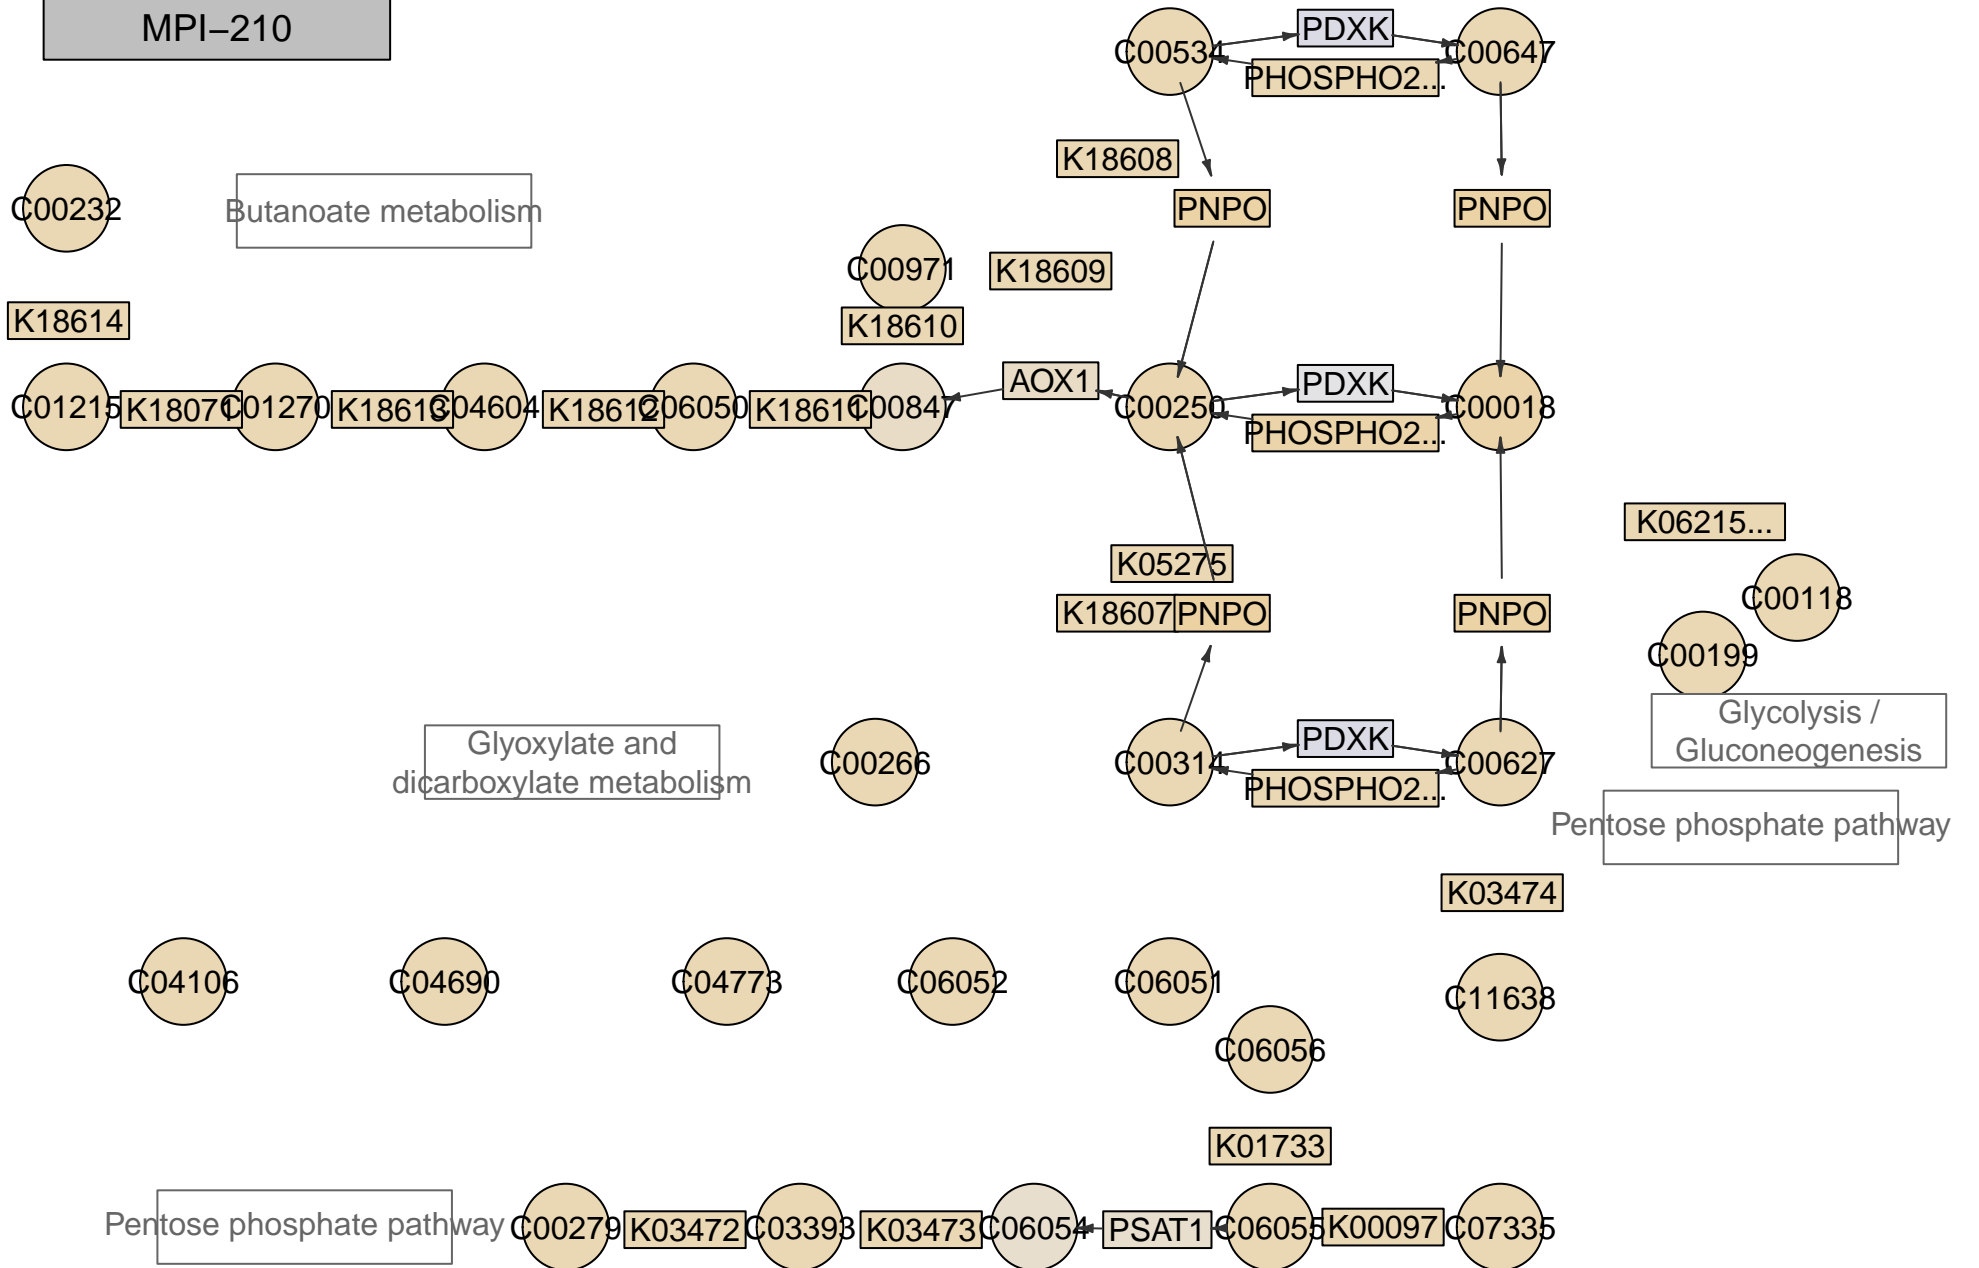 MPI−210
C00534
PDXK
C00647
PHOSPHO2...
K18608
C00232
Butanoate metabolism
PNPO
PNPO
C00971
K18609
K18614
K18610
C01215
K18071
C01270
K18613
C04604
K18612
C06050
K18611
C00847
AOX1
C00250
PDXK
C00018
PHOSPHO2...
K06215...
K05275
C00118
K18607
PNPO
PNPO
C00199
Glycolysis /
Gluconeogenesis
Glyoxylate and
dicarboxylate metabolism
C00266
C00314
PDXK
C00627
PHOSPHO2...
Pentose phosphate pathway
K03474
C04106
C04690
C04773
C06052
C06051
C11638
C06056
K01733
Pentose phosphate pathway
C00279
K03472
C03393
K03473
C06054
PSAT1
C06055
K00097
C07335